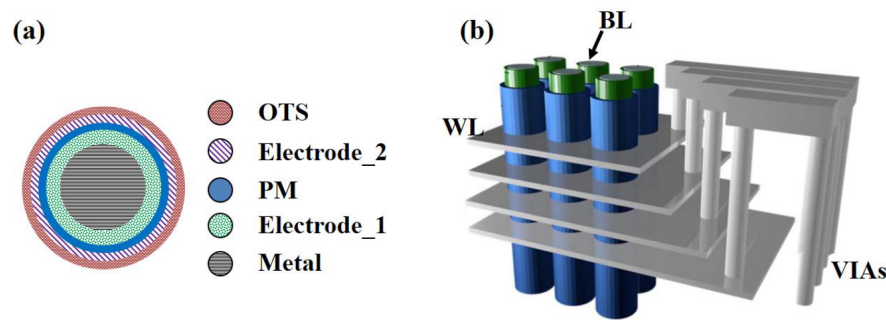 (a)
OTS
Electrode_2
PM
Electrode_1
Metal
(b)
BL
WL
VIAs